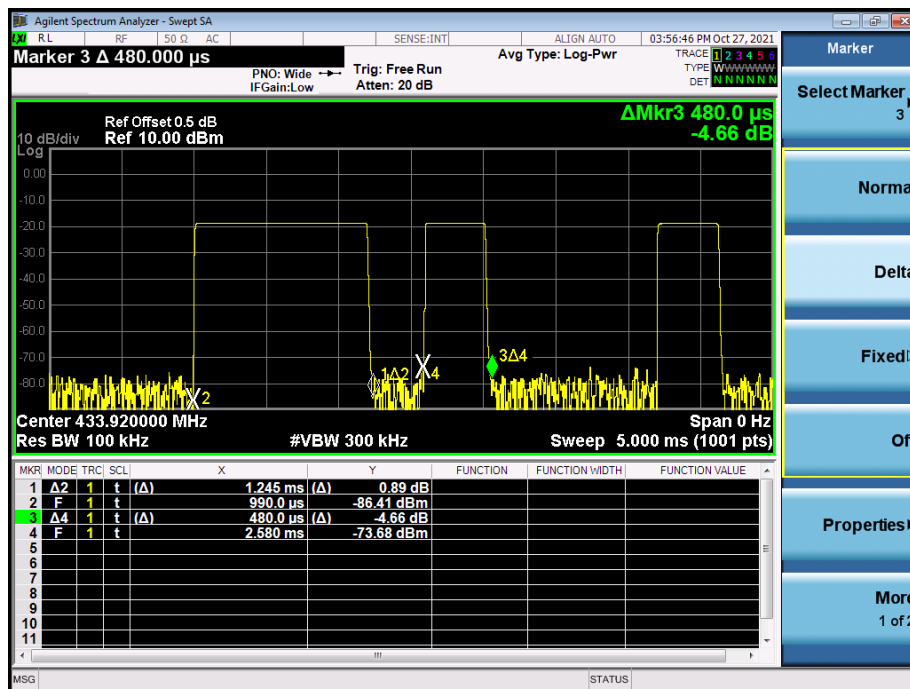 Agilent Spectrum Analyzer - Swept SA
LXI RL RF 50 Ω AC SENSE:INT ALIGN AUTO 03:56:46 PM Oct 27, 2021
Marker 3 Δ 480.000 µs
PNO: Wide
IFGain:Low
Trig: Free Run
Atten: 20 dB
Avg Type: Log-Pwr
TRACE 1 2 3 4 5 6
TYPE WWWWWW
DET N N N N N N
ΔMkr3 480.0 µs
-4.66 dB
Ref Offset 0.5 dB
10 dB/div Ref 10.00 dBm
Log
0.00
-10.0
-20.0
-30.0
-40.0
-50.0
-60.0
-70.0
-80.0
2
1Δ2
4
3Δ4
Center 433.920000 MHz Span 0 Hz
Res BW 100 kHz #VBW 300 kHz Sweep 5.000 ms (1001 pts)
MKR MODE TRC SCL X Y FUNCTION FUNCTION WIDTH FUNCTION VALUE
1 Δ2 1 t (Δ) 1.245 ms (Δ) 0.89 dB
2 F 1 t 990.0 µs -86.41 dBm
3 Δ4 1 t (Δ) 480.0 µs (Δ) -4.66 dB
4 F 1 t 2.580 ms -73.68 dBm
5
6
7
8
9
10
11
MSG STATUS
Marker
Select Marker
3
Norma
Delta
Fixed
Of
Properties
More
1 of 2